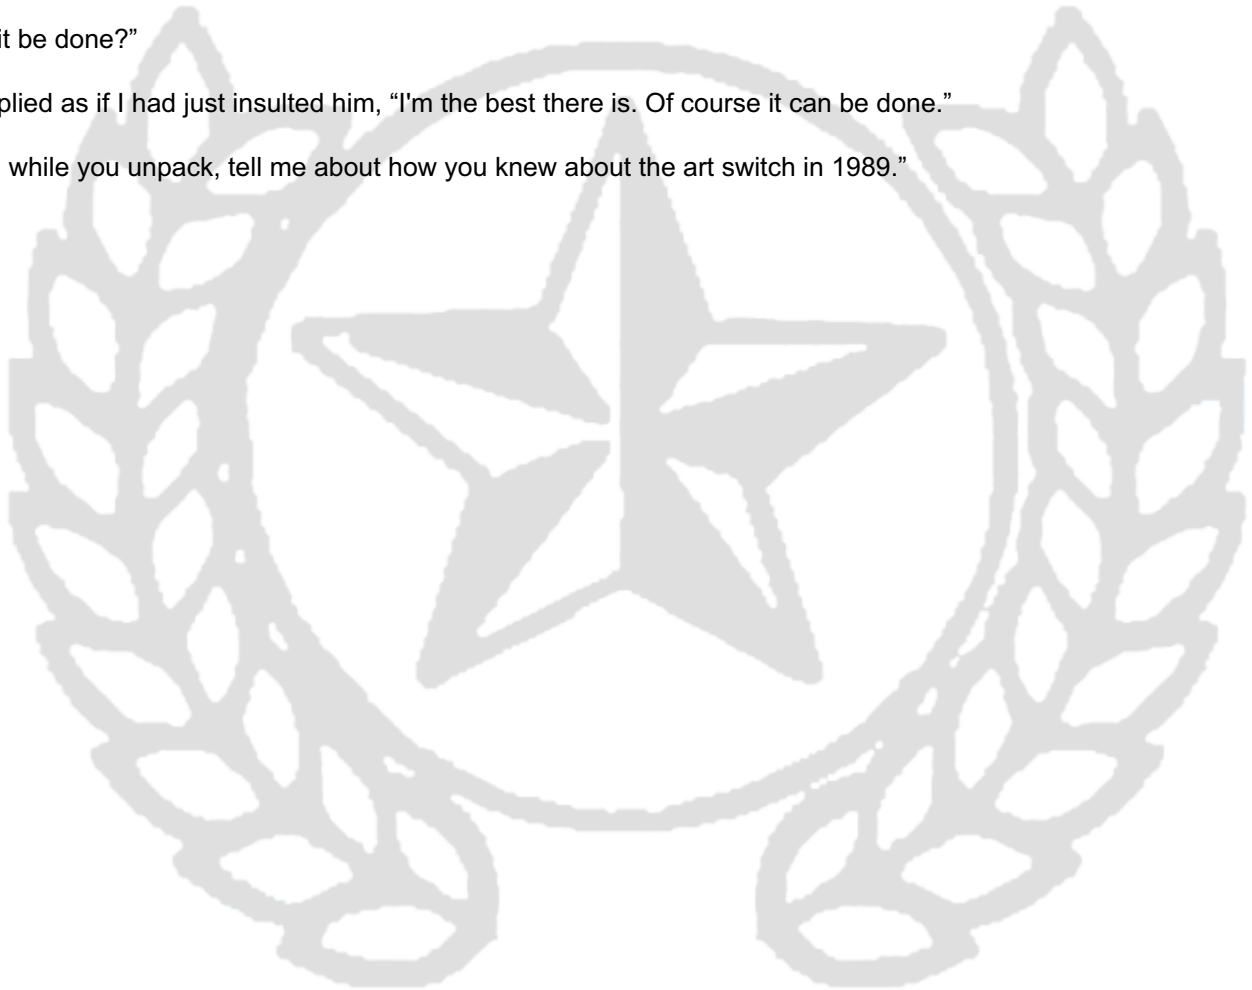 it be done?”
plied as if I had just insulted him, “I'm the best there is. Of course it can be done.”
while you unpack, tell me about how you knew about the art switch in 1989.”